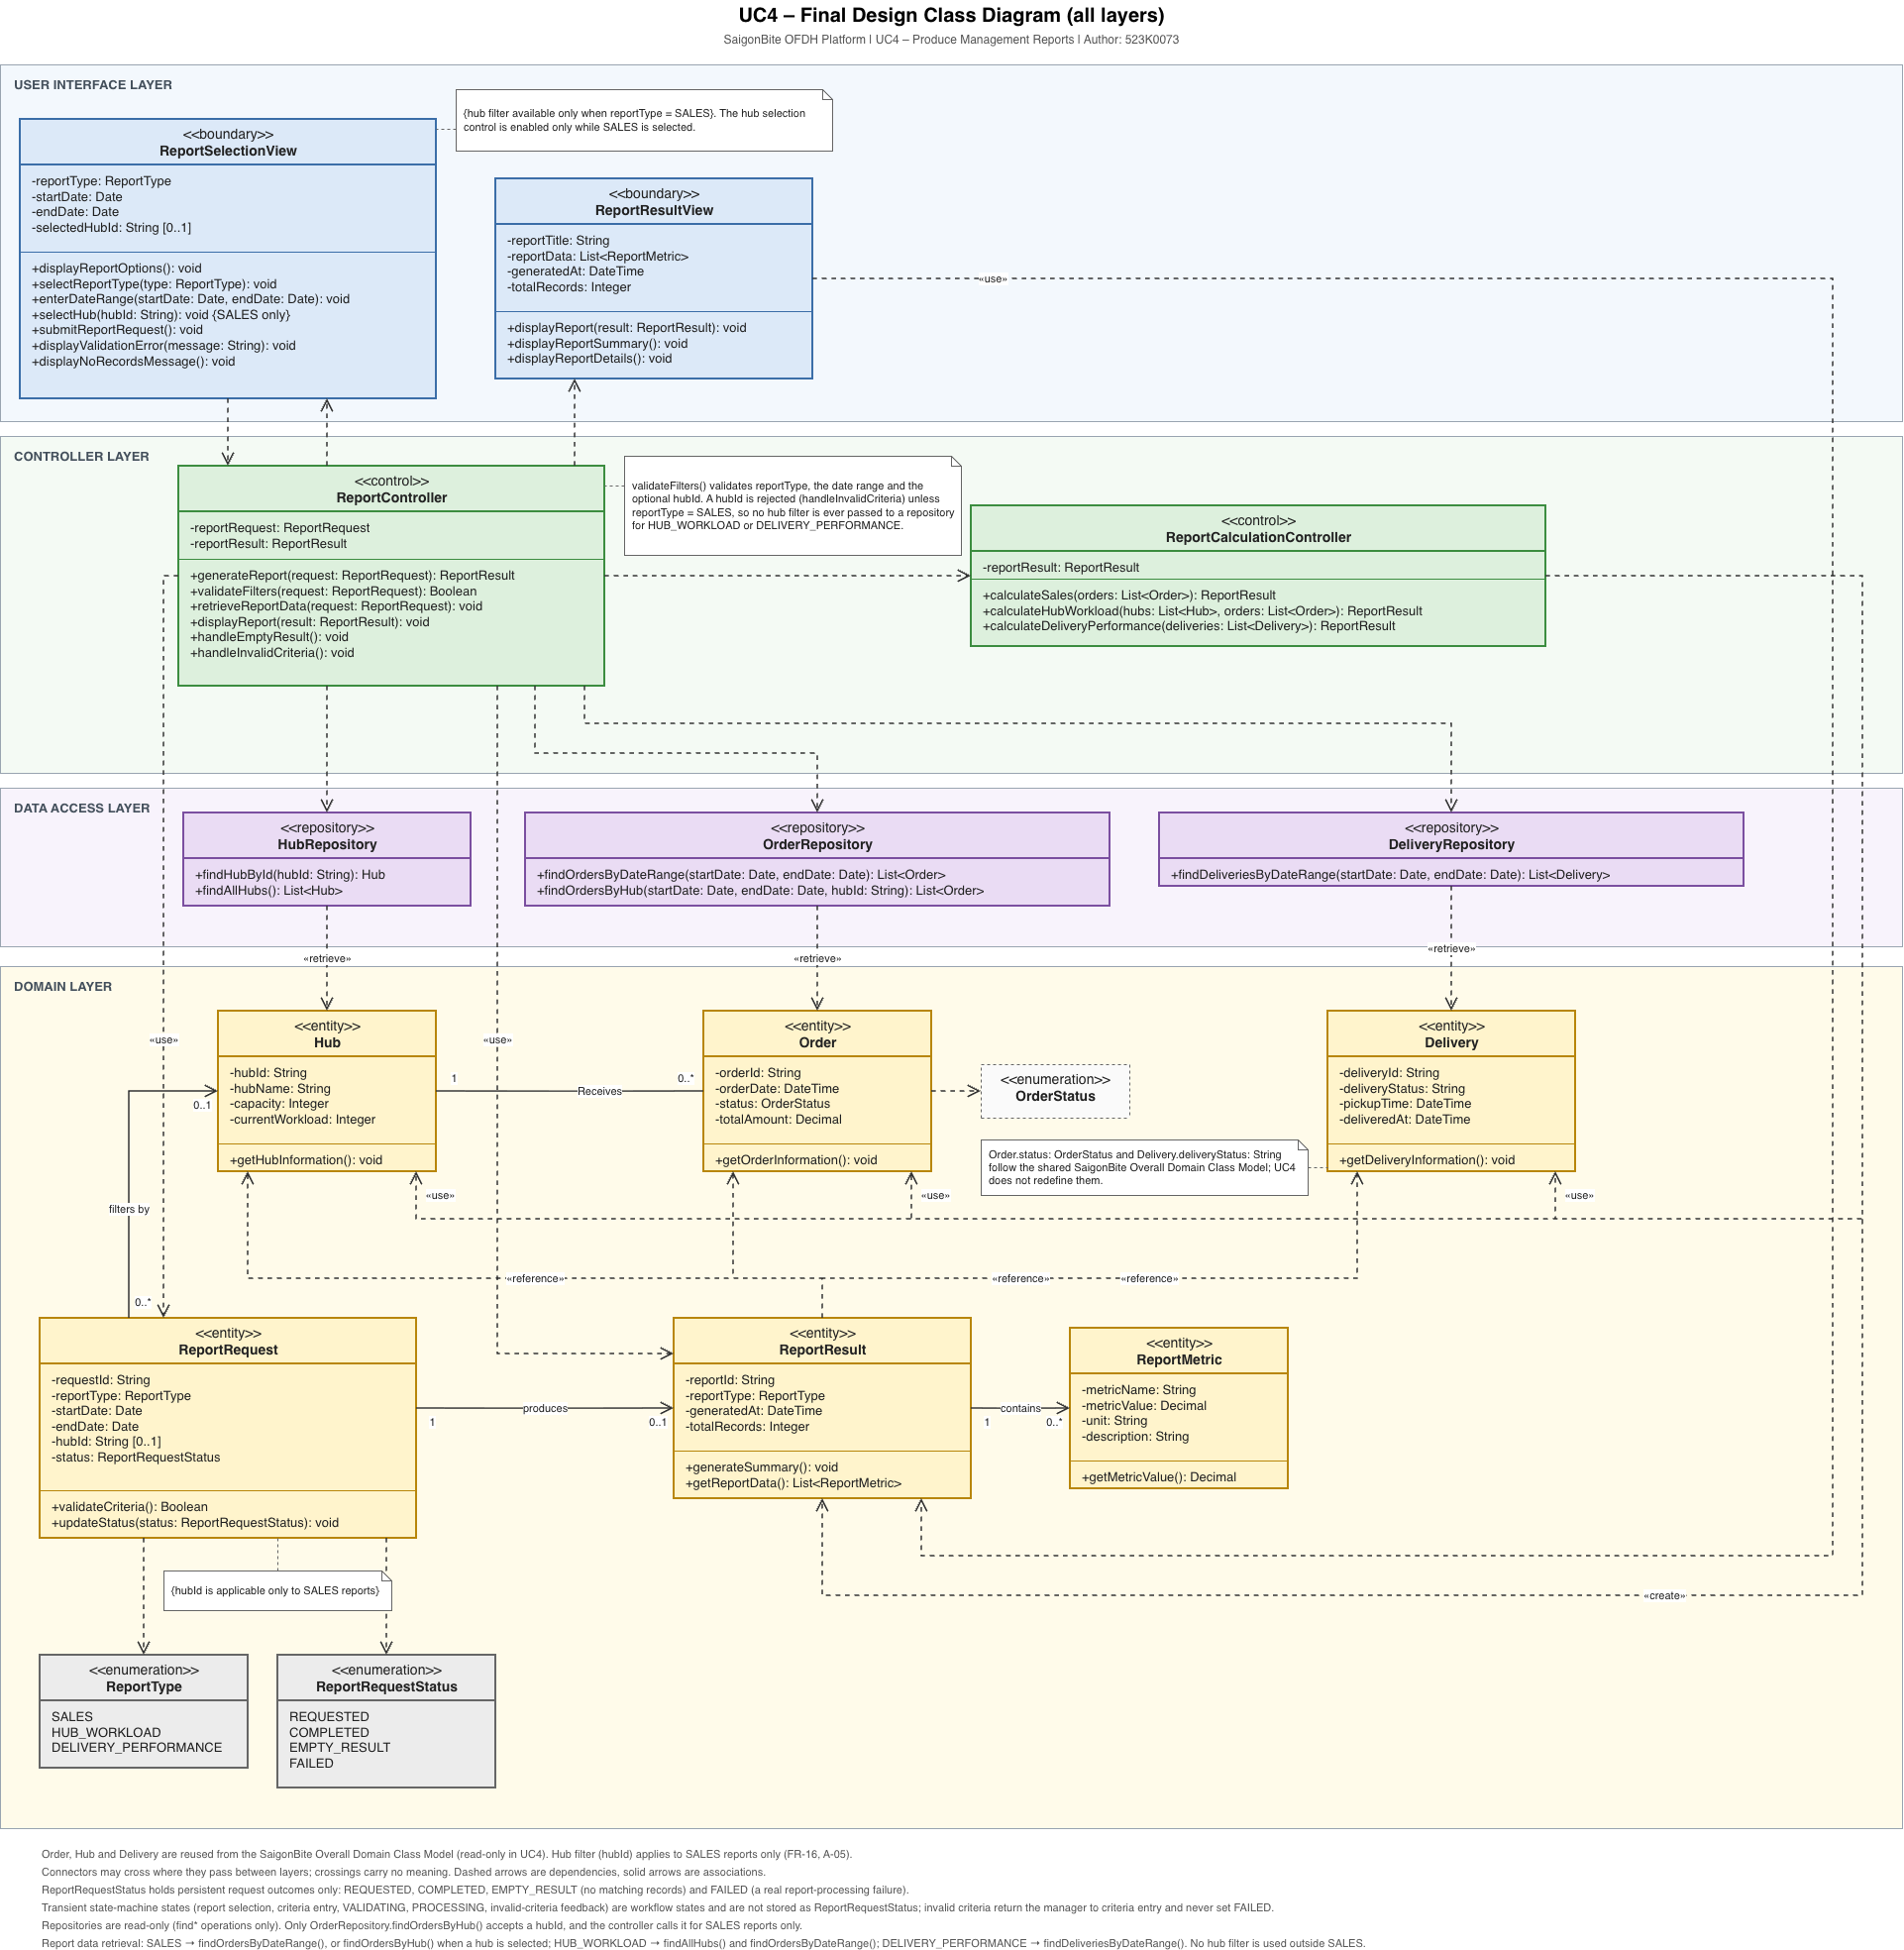 UC4 – Final Design Class Diagram (all layers)
SaigonBite OFDH Platform | UC4 – Produce Management Reports | Author: 523K0073
USER INTERFACE LAYER
{hub filter available only when reportType = SALES}. The hub selection
control is enabled only while SALES is selected.
<<boundary>>
ReportSelectionView
-reportType: ReportType
-startDate: Date
-endDate: Date
-selectedHubId: String [0..1]
+displayReportOptions(): void
+selectReportType(type: ReportType): void
+enterDateRange(startDate: Date, endDate: Date): void
+selectHub(hubId: String): void {SALES only}
+submitReportRequest(): void
+displayValidationError(message: String): void
+displayNoRecordsMessage(): void
<<boundary>>
ReportResultView
-reportTitle: String
-reportData: List<ReportMetric>
-generatedAt: DateTime
-totalRecords: Integer
+displayReport(result: ReportResult): void
+displayReportSummary(): void
+displayReportDetails(): void
«use»
CONTROLLER LAYER
<<control>>
ReportController
-reportRequest: ReportRequest
-reportResult: ReportResult
+generateReport(request: ReportRequest): ReportResult
+validateFilters(request: ReportRequest): Boolean
+retrieveReportData(request: ReportRequest): void
+displayReport(result: ReportResult): void
+handleEmptyResult(): void
+handleInvalidCriteria(): void
validateFilters() validates reportType, the date range and the
optional hubId. A hubId is rejected (handleInvalidCriteria) unless
reportType = SALES, so no hub filter is ever passed to a repository
for HUB_WORKLOAD or DELIVERY_PERFORMANCE.
<<control>>
ReportCalculationController
-reportResult: ReportResult
+calculateSales(orders: List<Order>): ReportResult
+calculateHubWorkload(hubs: List<Hub>, orders: List<Order>): ReportResult
+calculateDeliveryPerformance(deliveries: List<Delivery>): ReportResult
DATA ACCESS LAYER
<<repository>>
HubRepository
+findHubById(hubId: String): Hub
+findAllHubs(): List<Hub>
<<repository>>
OrderRepository
+findOrdersByDateRange(startDate: Date, endDate: Date): List<Order>
+findOrdersByHub(startDate: Date, endDate: Date, hubId: String): List<Order>
<<repository>>
DeliveryRepository
+findDeliveriesByDateRange(startDate: Date, endDate: Date): List<Delivery>
«retrieve»
«retrieve»
«retrieve»
DOMAIN LAYER
«use»
<<entity>>
Hub
-hubId: String
-hubName: String
-capacity: Integer
-currentWorkload: Integer
+getHubInformation(): void
«use»
1
Receives
0..*
<<entity>>
Order
-orderId: String
-orderDate: DateTime
-status: OrderStatus
-totalAmount: Decimal
+getOrderInformation(): void
<<enumeration>>
OrderStatus
Order.status: OrderStatus and Delivery.deliveryStatus: String
follow the shared SaigonBite Overall Domain Class Model; UC4
does not redefine them.
<<entity>>
Delivery
-deliveryId: String
-deliveryStatus: String
-pickupTime: DateTime
-deliveredAt: DateTime
+getDeliveryInformation(): void
0..1
filters by
0..*
«use»
«use»
«use»
«reference»
«reference»
«reference»
<<entity>>
ReportRequest
-requestId: String
-reportType: ReportType
-startDate: Date
-endDate: Date
-hubId: String [0..1]
-status: ReportRequestStatus
+validateCriteria(): Boolean
+updateStatus(status: ReportRequestStatus): void
1
produces
0..1
<<entity>>
ReportResult
-reportId: String
-reportType: ReportType
-generatedAt: DateTime
-totalRecords: Integer
+generateSummary(): void
+getReportData(): List<ReportMetric>
1
contains
0..*
<<entity>>
ReportMetric
-metricName: String
-metricValue: Decimal
-unit: String
-description: String
+getMetricValue(): Decimal
{hubId is applicable only to SALES reports}
«create»
<<enumeration>>
ReportType
SALES
HUB_WORKLOAD
DELIVERY_PERFORMANCE
<<enumeration>>
ReportRequestStatus
REQUESTED
COMPLETED
EMPTY_RESULT
FAILED
Order, Hub and Delivery are reused from the SaigonBite Overall Domain Class Model (read-only in UC4). Hub filter (hubId) applies to SALES reports only (FR-16, A-05).
Connectors may cross where they pass between layers; crossings carry no meaning. Dashed arrows are dependencies, solid arrows are associations.
ReportRequestStatus holds persistent request outcomes only: REQUESTED, COMPLETED, EMPTY_RESULT (no matching records) and FAILED (a real report-processing failure).
Transient state-machine states (report selection, criteria entry, VALIDATING, PROCESSING, invalid-criteria feedback) are workflow states and are not stored as ReportRequestStatus; invalid criteria return the manager to criteria entry and never set FAILED.
Repositories are read-only (find* operations only). Only OrderRepository.findOrdersByHub() accepts a hubId, and the controller calls it for SALES reports only.
Report data retrieval: SALES → findOrdersByDateRange(), or findOrdersByHub() when a hub is selected; HUB_WORKLOAD → findAllHubs() and findOrdersByDateRange(); DELIVERY_PERFORMANCE → findDeliveriesByDateRange(). No hub filter is used outside SALES.